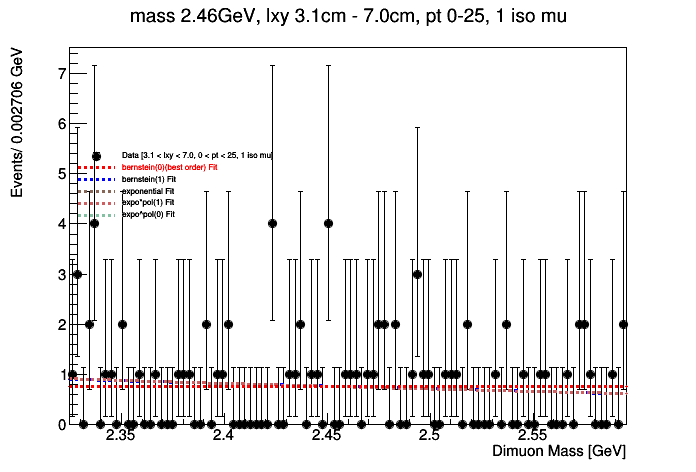 mass 2.46GeV, lxy 3.1cm - 7.0cm, pt 0-25, 1 iso mu
Events/ 0.002706 GeV
7
6
5
4
3
2
1
0
Data [3.1 < lxy < 7.0, 0 < pt < 25, 1 iso mu]
bernstein(0)(best order) Fit
bernstein(1) Fit
exponential Fit
expo*pol(1) Fit
expo*pol(0) Fit
2.35
2.4
2.45
2.5
2.55
Dimuon Mass [GeV]